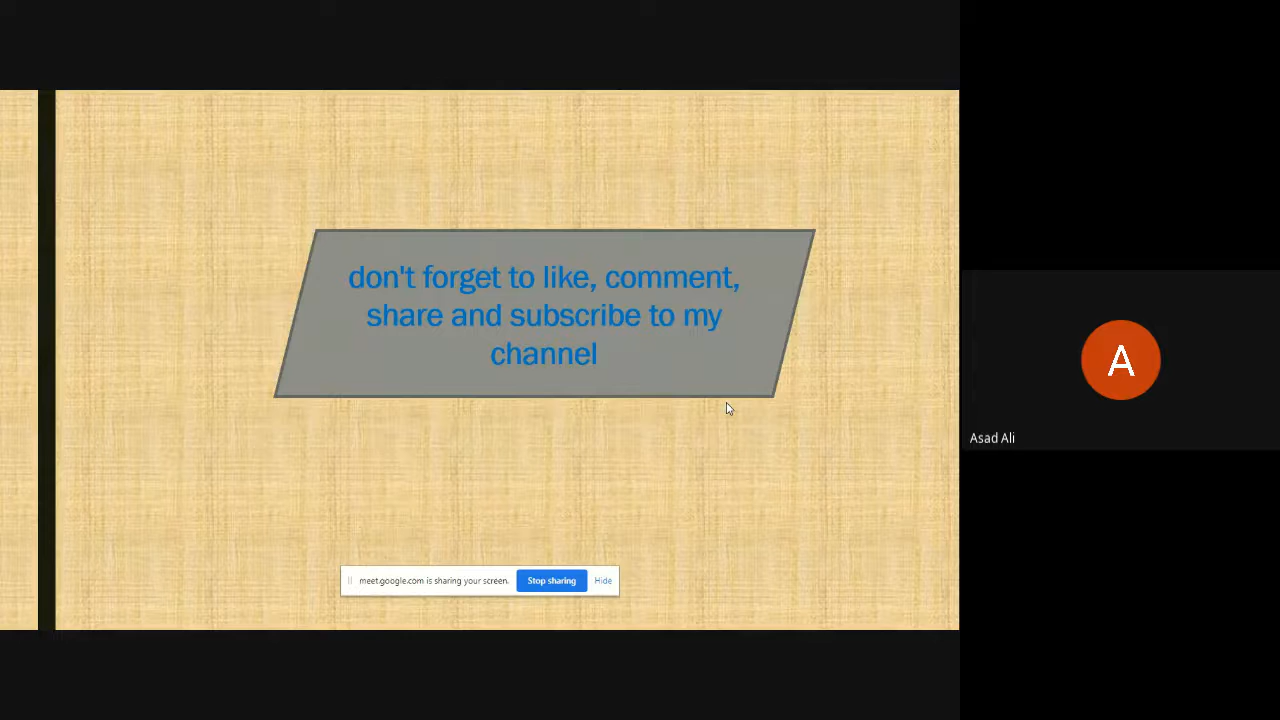 don't forget to like, comment,
share and subscribe to my
channel
A
Asad Ali
meet.google.com is sharing your screen. Stop sharing Hide